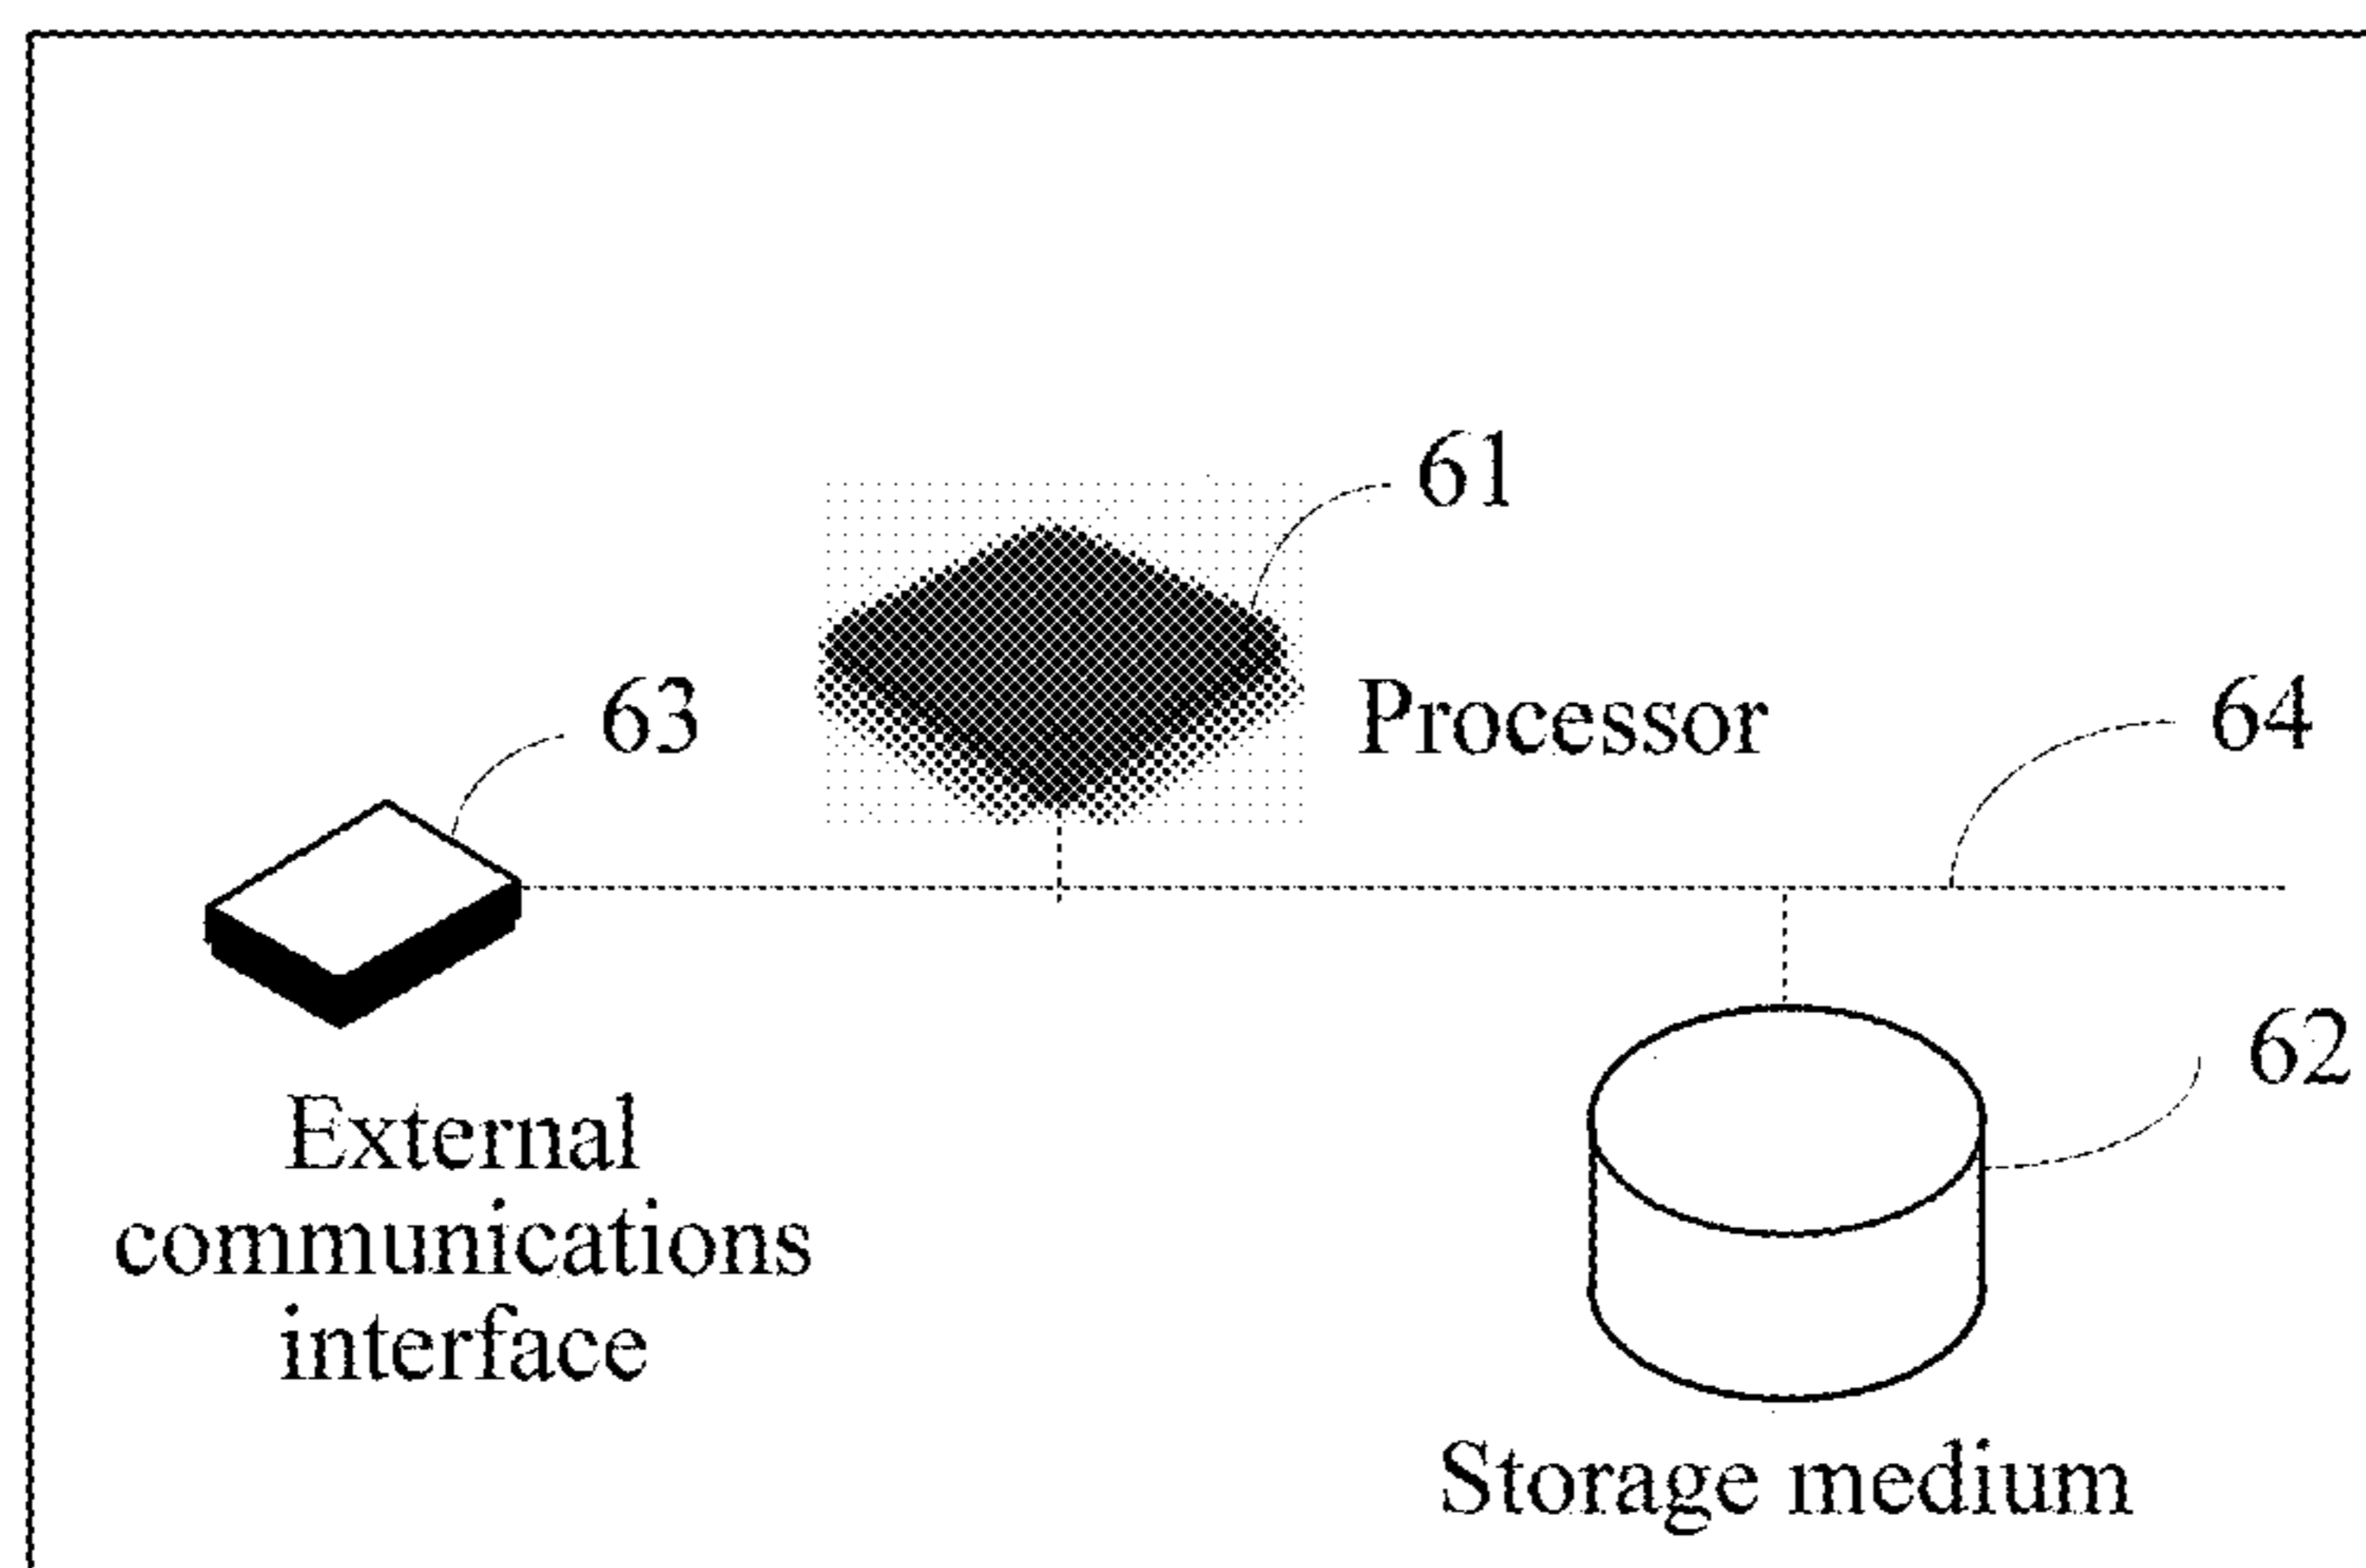 61
63
Processor
64
62
External
communications
interface
Storage medium